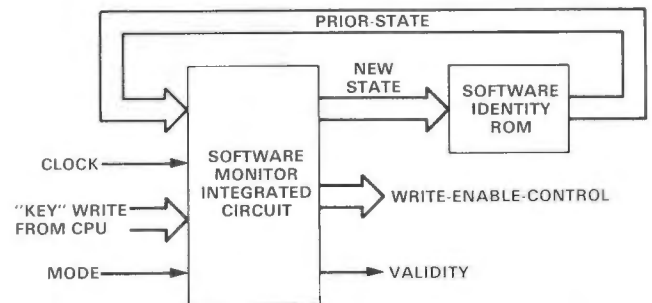 PRIOR-STATE
NEW
STATE
SOFTWARE
IDENTITY
ROM
CLOCK
SOFTWARE
MONITOR
INTEGRATED
CIRCUIT
"KEY" WRITE
FROM CPU
WRITE-ENABLE-CONTROL
MODE
VALIDITY